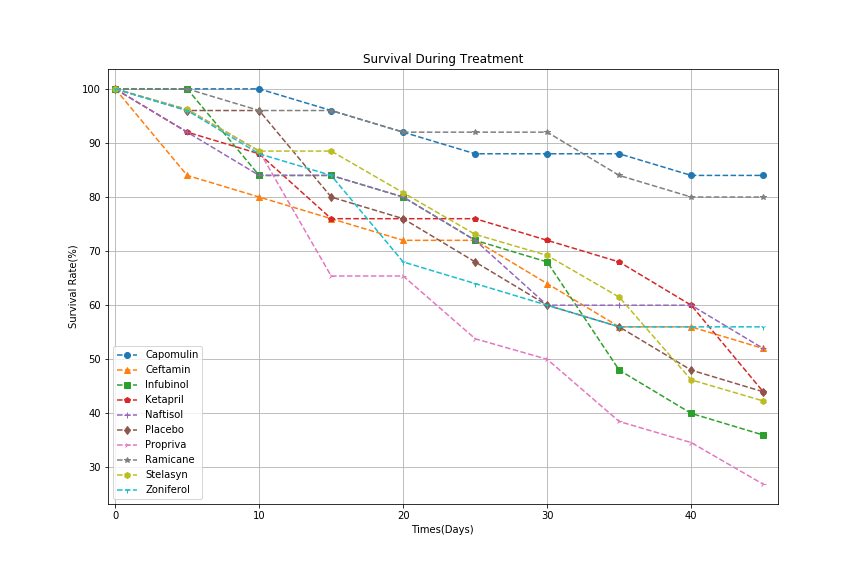 Survival During Treatment
Survival Rate(%)
100
90
80
70
60
50
40
30
Capomulin
Ceftamin
Infubinol
Ketapril
Naftisol
Placebo
Propriva
Ramicane
Stelasyn
Zoniferol
0 10 20 30 40
Times(Days)